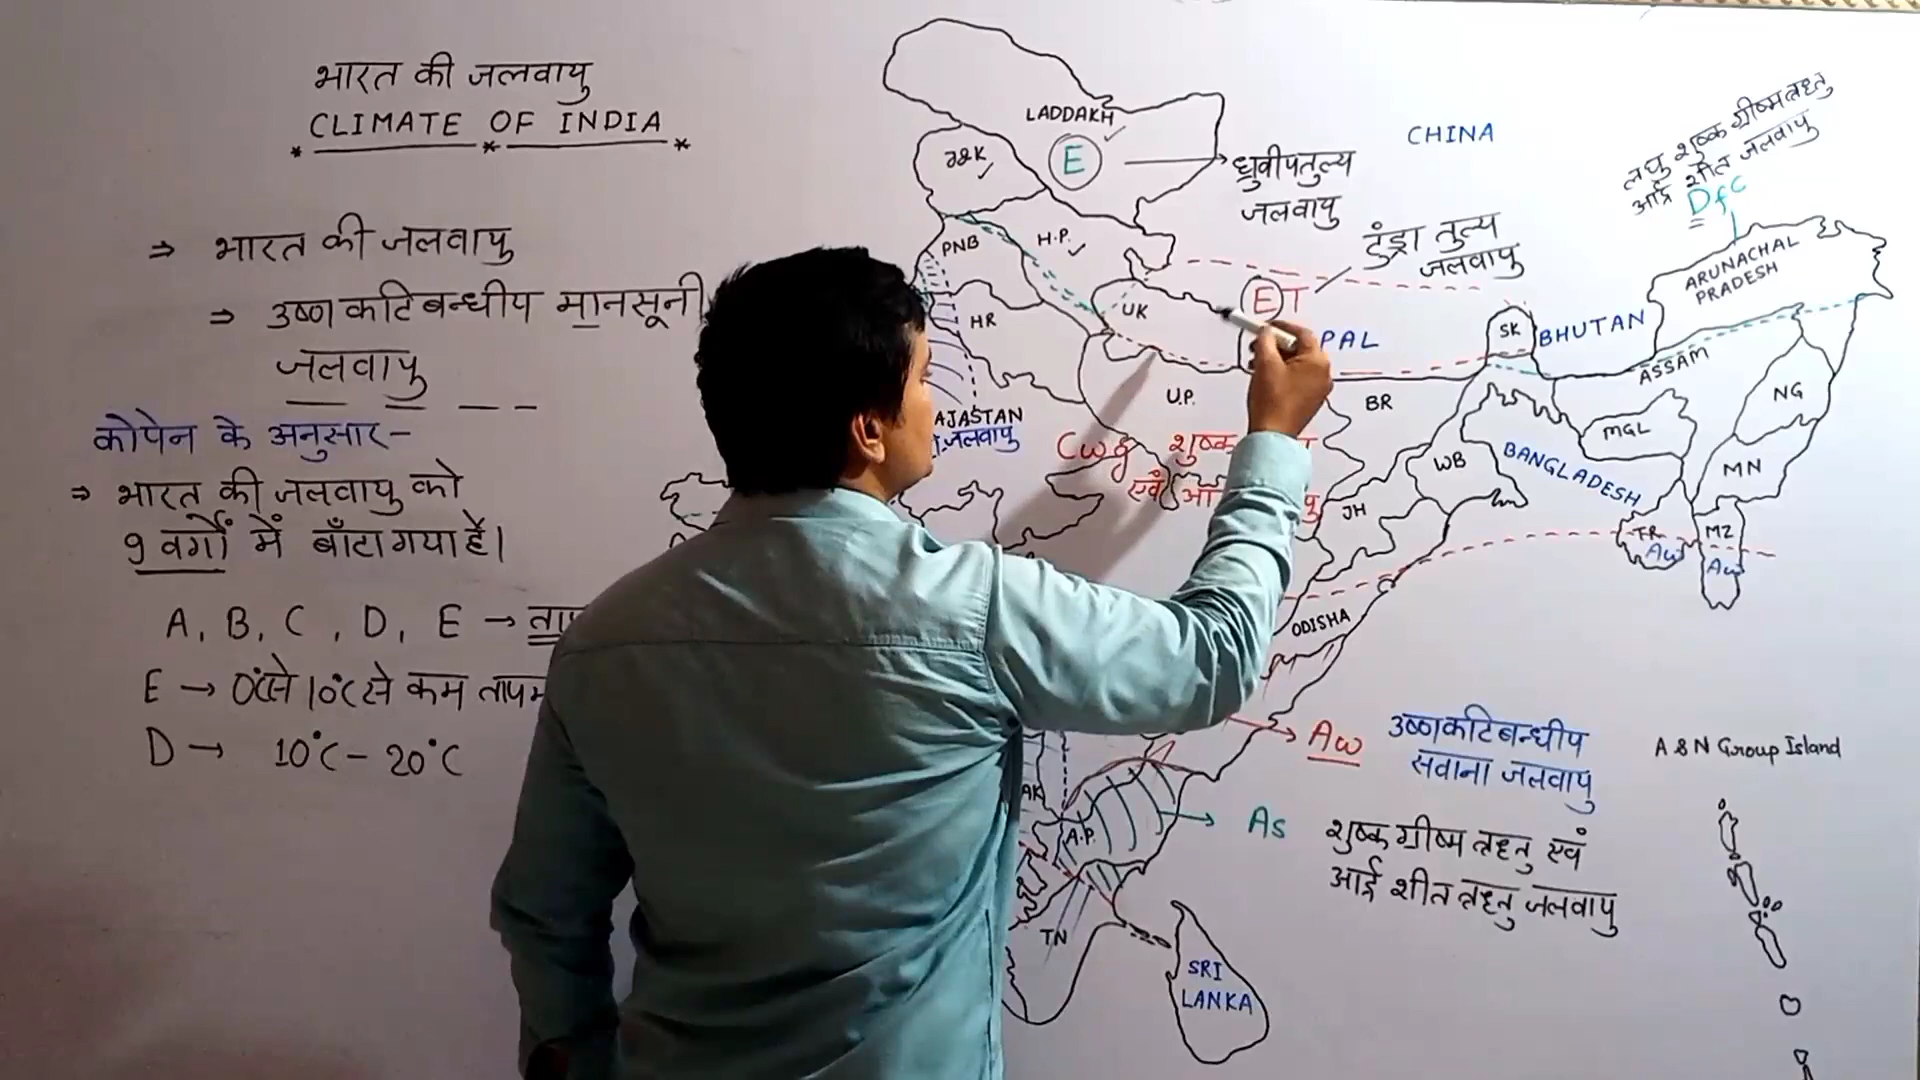 भारत की जलवायु
CLIMATE OF INDIA
⇒ भारत की जलवायु
⇒ उष्ण कटिबन्धीय मानसूनी
जलवायु
कोपेन के अनुसार-
⇒ भारत की जलवायु को
9 वर्गों में बाँटा गया है।
A, B, C, D, E →
E → 0°C से 10°C से कम
D → 10°C - 20°C
LADDAKH
E
J&K
ध्रुवीय तुल्य
जलवायु
CHINA
लघु शुष्क ग्रीष्म ऋतु
आर्द्र शीत जलवायु
Dfc
PNB
H.P.
टुंड्रा तुल्य
जलवायु
ET
ARUNACHAL
PRADESH
HR
UK
PAL
SK
BHUTAN
ASSAM
AJASTAN
जलवायु
U.P.
BR
NG
MGL
Cwg शुष्क
एवं
WB
BANGLADESH
MN
JH
TR
Aw
MZ
Aw
ODISHA
Aw
उष्णकटिबन्धीय
सवाना जलवायु
A & N Group Island
AK
A.P.
As
शुष्क ग्रीष्म ऋतु एवं
आर्द्र शीत ऋतु जलवायु
TN
SRI
LANKA